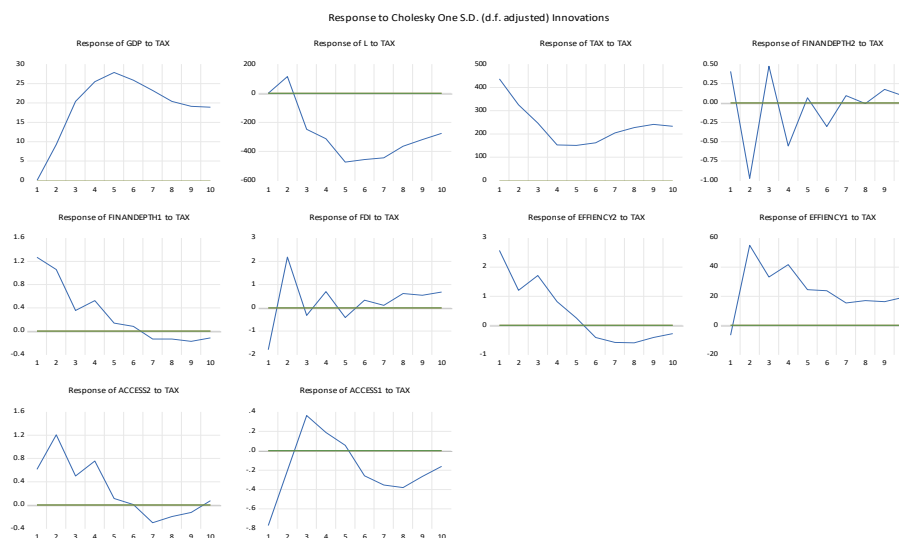 Response to Cholesky One S.D. (d.f. adjusted) Innovations
Response of GDP to TAX
30
25
20
15
10
5
0
1 2 3 4 5 6 7 8 9 10
Response of L to TAX
200
0
-200
-400
-600
1 2 3 4 5 6 7 8 9 10
Response of TAX to TAX
500
400
300
200
100
0
1 2 3 4 5 6 7 8 9 10
Response of FINANDEPTH2 to TAX
0.50
0.25
0.00
-0.25
-0.50
-0.75
-1.00
1 2 3 4 5 6 7 8 9
Response of FINANDEPTH1 to TAX
1.6
1.2
0.8
0.4
0.0
-0.4
1 2 3 4 5 6 7 8 9 10
Response of FDI to TAX
3
2
1
0
-1
-2
1 2 3 4 5 6 7 8 9 10
Response of EFFIENCY2 to TAX
3
2
1
0
-1
1 2 3 4 5 6 7 8 9 10
Response of EFFIENCY1 to TAX
60
40
20
0
-20
1 2 3 4 5 6 7 8 9
Response of ACCESS2 to TAX
1.6
1.2
0.8
0.4
0.0
-0.4
1 2 3 4 5 6 7 8 9 10
Response of ACCESS1 to TAX
.4
.2
.0
-.2
-.4
-.6
-.8
1 2 3 4 5 6 7 8 9 10